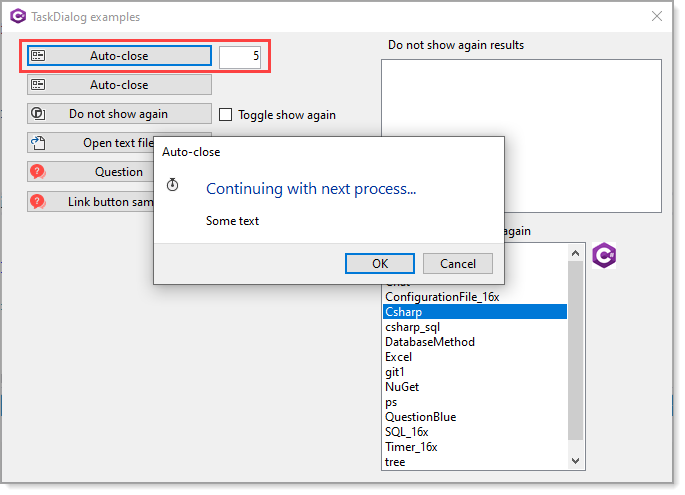 TaskDialog examples
Auto-close
5
Auto-close
Do not show again
Toggle show again
Open text file
Question
Link button sam
Do not show again results
again
Auto-close
Continuing with next process...
Some text
OK
Cancel
ConfigurationFile_16x
Csharp
csharp_sql
DatabaseMethod
Excel
git1
NuGet
ps
QuestionBlue
SQL_16x
Timer_16x
tree